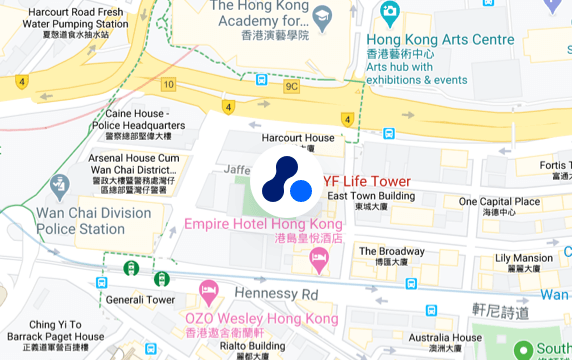 Harcourt Road Fresh
Water Pumping Station
夏慤道食水抽水站
The Hong Kong
Academy for...
香港演藝學院
Hong Kong Arts Centre
香港藝術中心
Arts hub with
exhibitions & events
4
10
9C
4
4
4
Caine House -
Police Headquarters
警察總部堅偉大樓
Harcourt House
大廈
Arsenal House Cum
Wan Chai District...
警政大樓暨警務處灣仔
區總部暨灣仔警署
Jaffe
YF Life Tower
East Town Building
東城大廈
Fortis T
富通大
One Capital Place
海德中心
Wan Chai Division
Police Station
Empire Hotel Hong Kong
港島皇悅酒店
The Broadway
博匯大廈
Lily Mansion
麗麗大廈
Generali Tower
Hennessy Rd
Wan
軒尼詩道
OZO Wesley Hong Kong
香港遨舍衛蘭軒
Ching Yi To
Barrack Paget House
正義道軍營百捷樓
Rialto Building
麗都大廈
Australia House
澳洲大廈
South